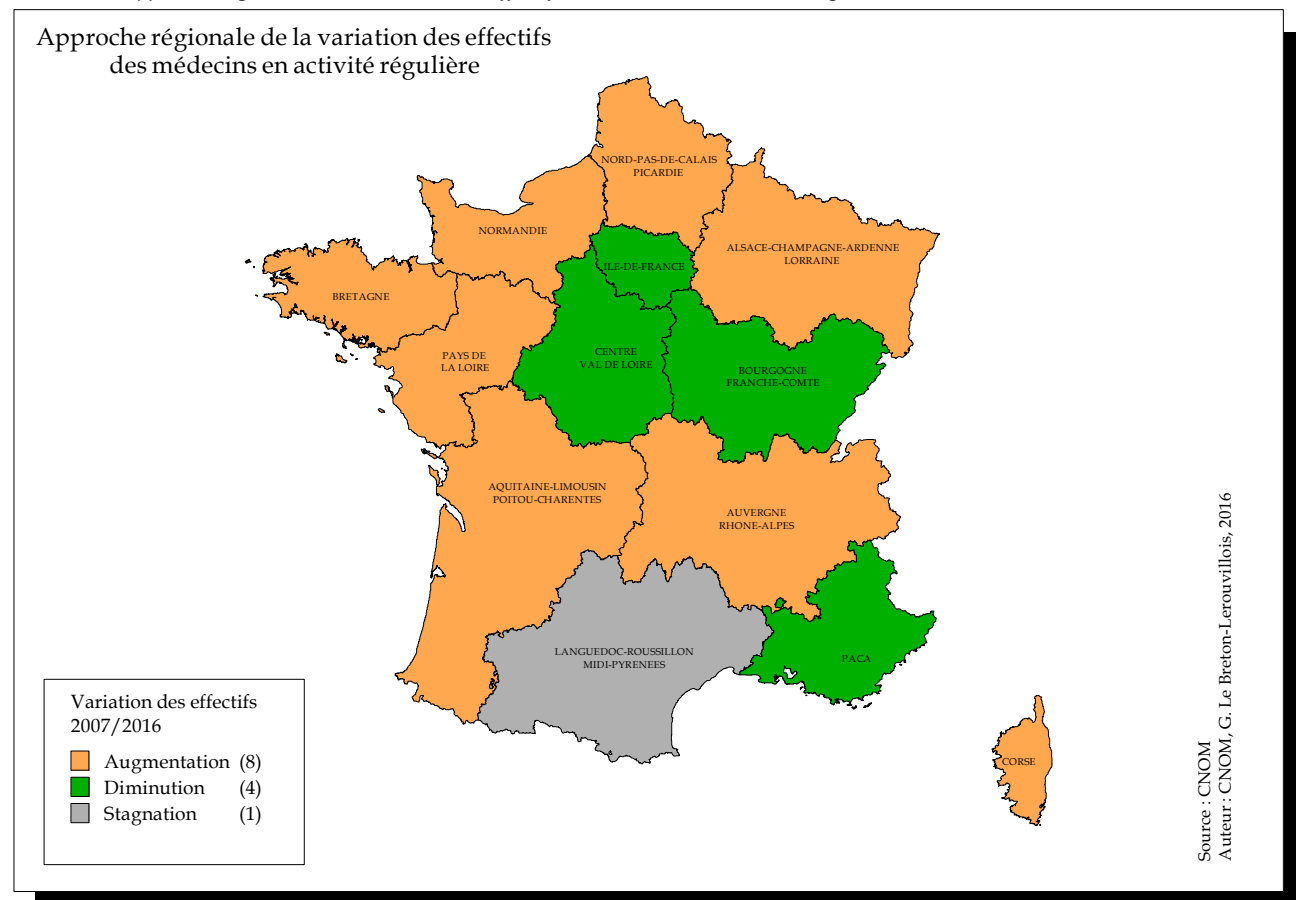 Approche régionale de la variation des effectifs
des médecins en activité régulière
NORD-PAS-DE-CALAIS
PICARDIE
NORMANDIE
ALSACE-CHAMPAGNE-ARDENNE
LORRAINE
ILE-DE-FRANCE
BRETAGNE
PAYS DE
LA LOIRE
CENTRE
VAL DE LOIRE
BOURGOGNE
FRANCHE-COMTE
AQUITAINE-LIMOUSIN
POITOU-CHARENTES
AUVERGNE
RHONE-ALPES
LANGUEDOC-ROUSSILLON
MIDI-PYRENEES
PACA
CORSE
Variation des effectifs
2007/2016
Augmentation (8)
Diminution (4)
Stagnation (1)
Source : CNOM
Auteur : CNOM, G. Le Breton-Lerouvillois, 2016